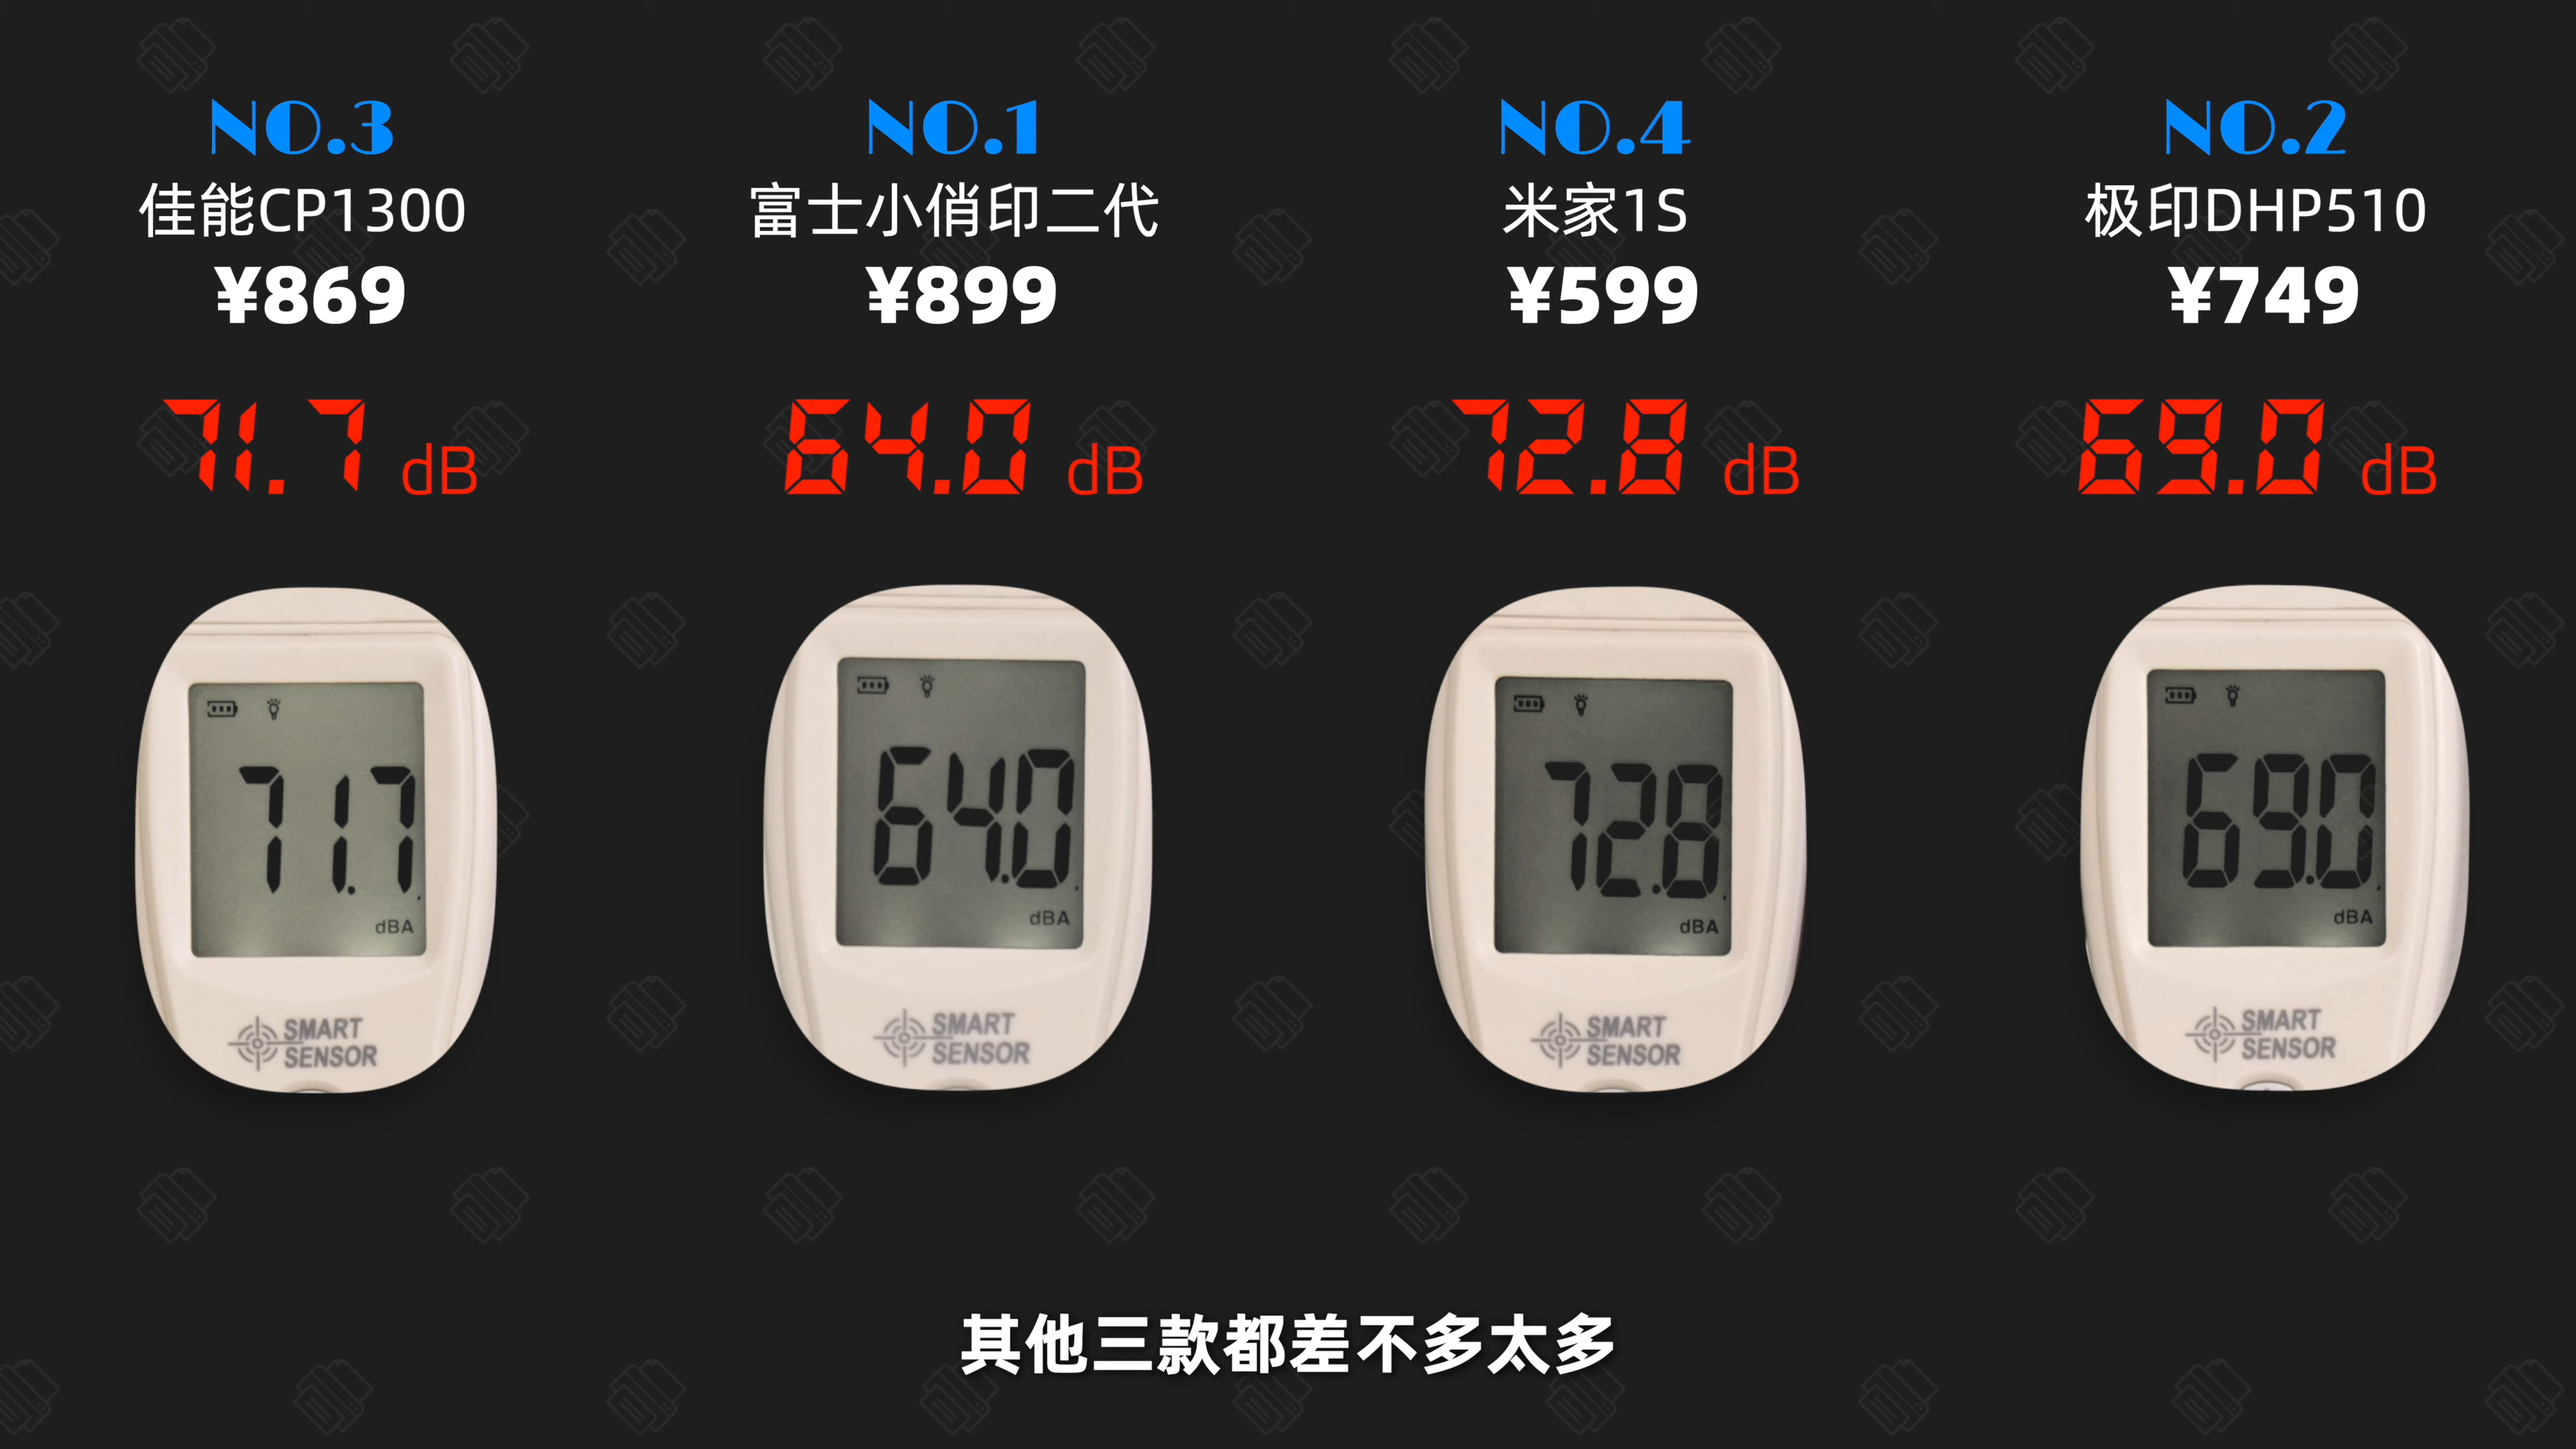 NO.3
佳能CP1300
¥869
71.7 dB
NO.1
富士小俏印二代
¥899
64.0 dB
NO.4
米家1S
¥599
72.8 dB
NO.2
极印DHP510
¥749
69.0 dB
71.7
dBA
SMART
SENSOR
64.0
dBA
SMART
SENSOR
72.8
dBA
SMART
SENSOR
69.0
dBA
SMART
SENSOR
其他三款都差不多太多